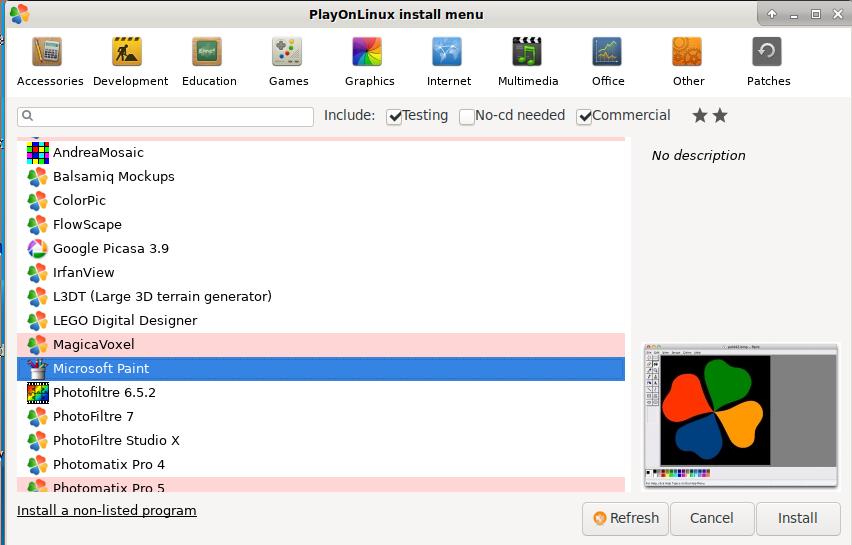 PlayOnLinux install menu
Accessories Development Education Games Graphics Internet Multimedia Office Other Patches
Include: Testing No-cd needed Commercial
AndreaMosaic
No description
Balsamiq Mockups
ColorPic
FlowScape
Google Picasa 3.9
IrfanView
L3DT (Large 3D terrain generator)
LEGO Digital Designer
MagicaVoxel
Microsoft Paint
Photofiltre 6.5.2
PhotoFiltre 7
PhotoFiltre Studio X
Photomatix Pro 4
Photomatix Pro 5
Install a non-listed program
Refresh Cancel Install